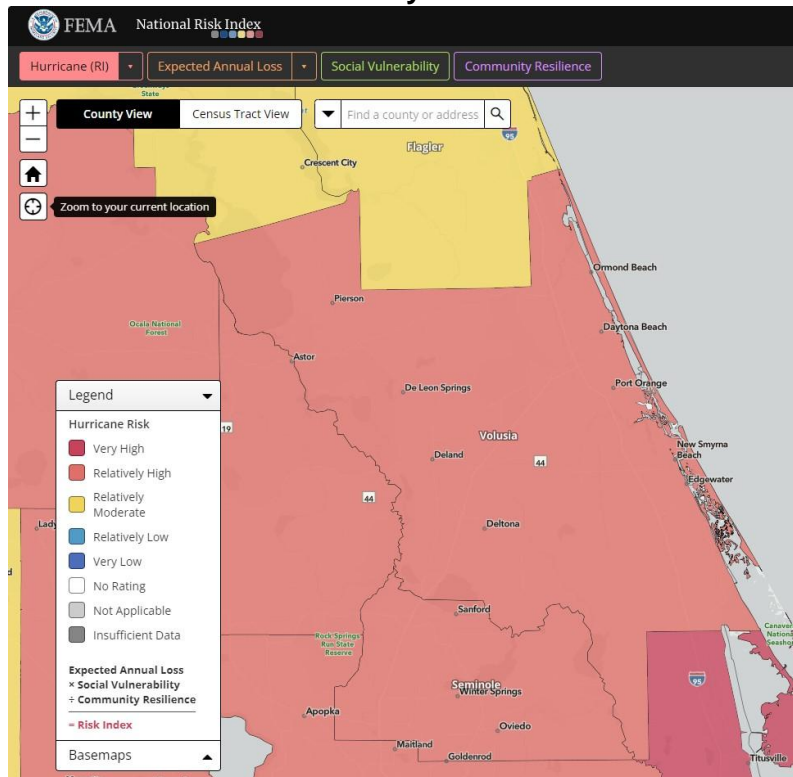 FEMA National Risk Index
Hurricane (RI)
Expected Annual Loss
Social Vulnerability
Community Resilience
State
County View
Census Tract View
Find a county or address
Flagler
95
Crescent City
Zoom to your current location
Ormond Beach
Pierson
Ocala National
Forest
Daytona Beach
Astor
Port Orange
De Leon Springs
19
Volusia
New Smyrna
Beach
Deland
44
Edgewater
44
Lady
Deltona
Sanford
Rock Springs
Run State
Reserve
Canaver
Nation
Seasho
95
Seminole
Winter Springs
Apopka
Oviedo
Maitland
Goldenrod
Titusville
Legend
Hurricane Risk
Very High
Relatively High
Relatively
Moderate
Relatively Low
Very Low
No Rating
Not Applicable
Insufficient Data
Expected Annual Loss
× Social Vulnerability
÷ Community Resilience
= Risk Index
Basemaps